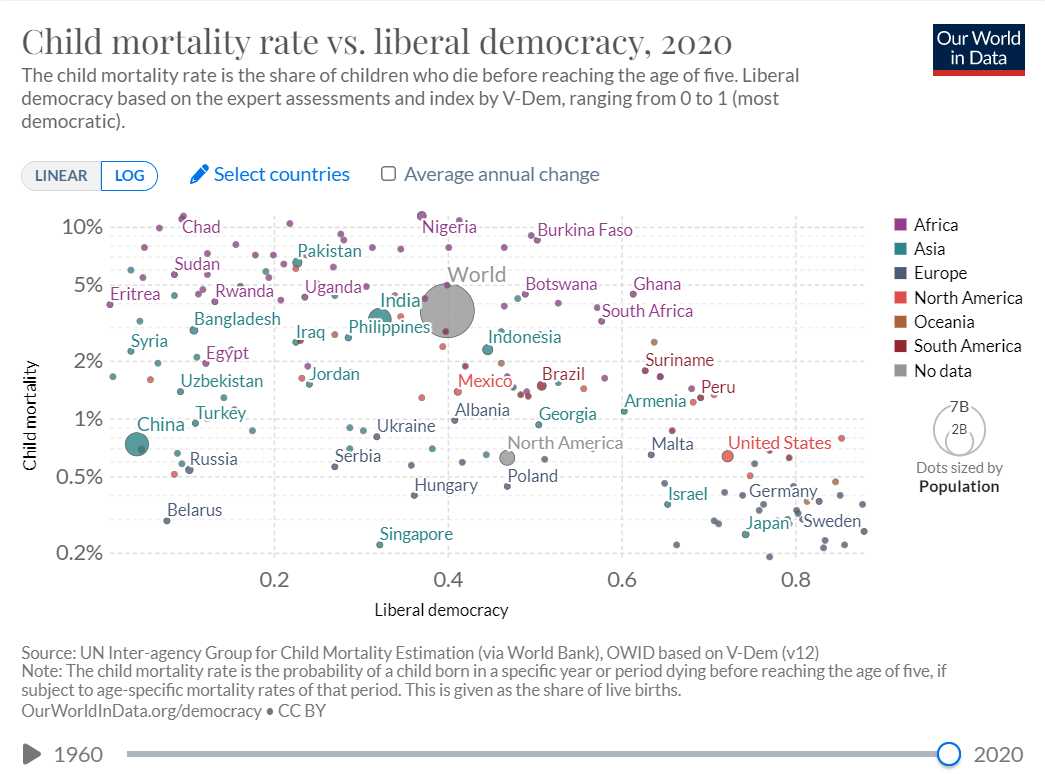 Child mortality rate vs. liberal democracy, 2020
Our World
in Data
The child mortality rate is the share of children who die before reaching the age of five. Liberal
democracy based on the expert assessments and index by V-Dem, ranging from 0 to 1 (most
democratic).
LINEAR LOG Select countries Average annual change
10%
5%
2%
1%
0.5%
0.2%
Child mortality
Chad
Nigeria
Burkina Faso
Pakistan
Sudan
World
Eritrea
Rwanda
Uganda
Botswana
Ghana
India
South Africa
Bangladesh
Philippines
Syria
Iraq
Indonesia
Egypt
Suriname
Uzbekistan
Jordan
Mexico
Brazil
Peru
Turkey
Albania
Armenia
China
Ukraine
Georgia
North America
Malta
United States
Russia
Serbia
Poland
Hungary
Israel
Germany
Belarus
Japan
Sweden
Singapore
0.2 0.4 0.6 0.8
Liberal democracy
Africa
Asia
Europe
North America
Oceania
South America
No data
7B
2B
Dots sized by
Population
Source: UN Inter-agency Group for Child Mortality Estimation (via World Bank), OWID based on V-Dem (v12)
Note: The child mortality rate is the probability of a child born in a specific year or period dying before reaching the age of five, if
subject to age-specific mortality rates of that period. This is given as the share of live births.
OurWorldInData.org/democracy • CC BY
1960 2020